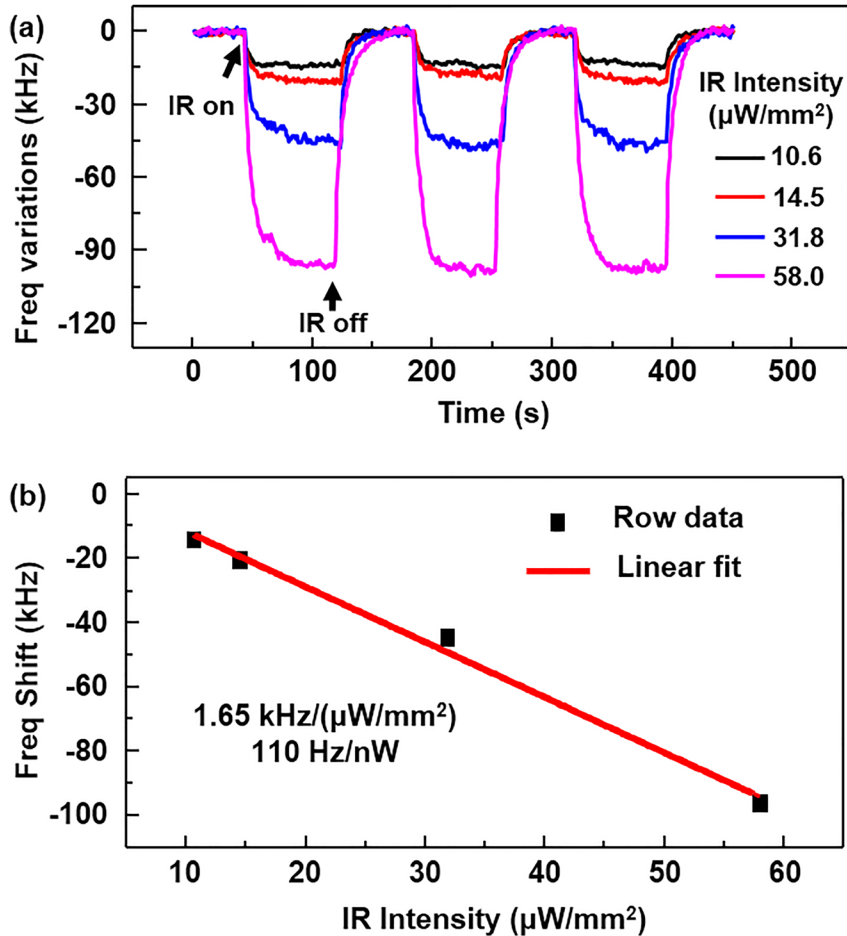 (a)
0
-30
-60
-90
-120
Freq variations (kHz)
IR on
IR off
IR Intensity
(μW/mm²)
10.6
14.5
31.8
58.0
0 100 200 300 400 500
Time (s)
(b)
0
-20
-40
-60
-80
-100
Freq Shift (kHz)
Row data
Linear fit
1.65 kHz/(μW/mm²)
110 Hz/nW
10 20 30 40 50 60
IR Intensity (μW/mm²)